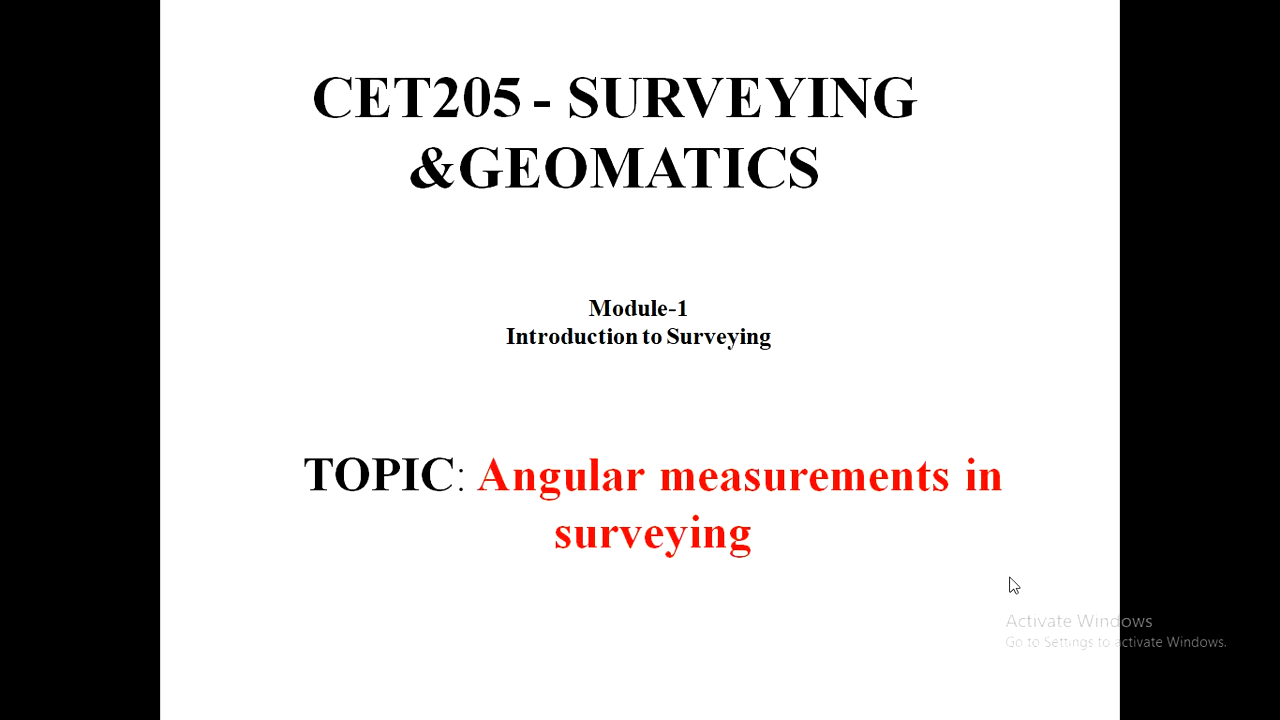 CET205 - SURVEYING
&GEOMATICS
Module-1
Introduction to Surveying
TOPIC: Angular measurements in
surveying
Activate Windows
Go to Settings to activate Windows.